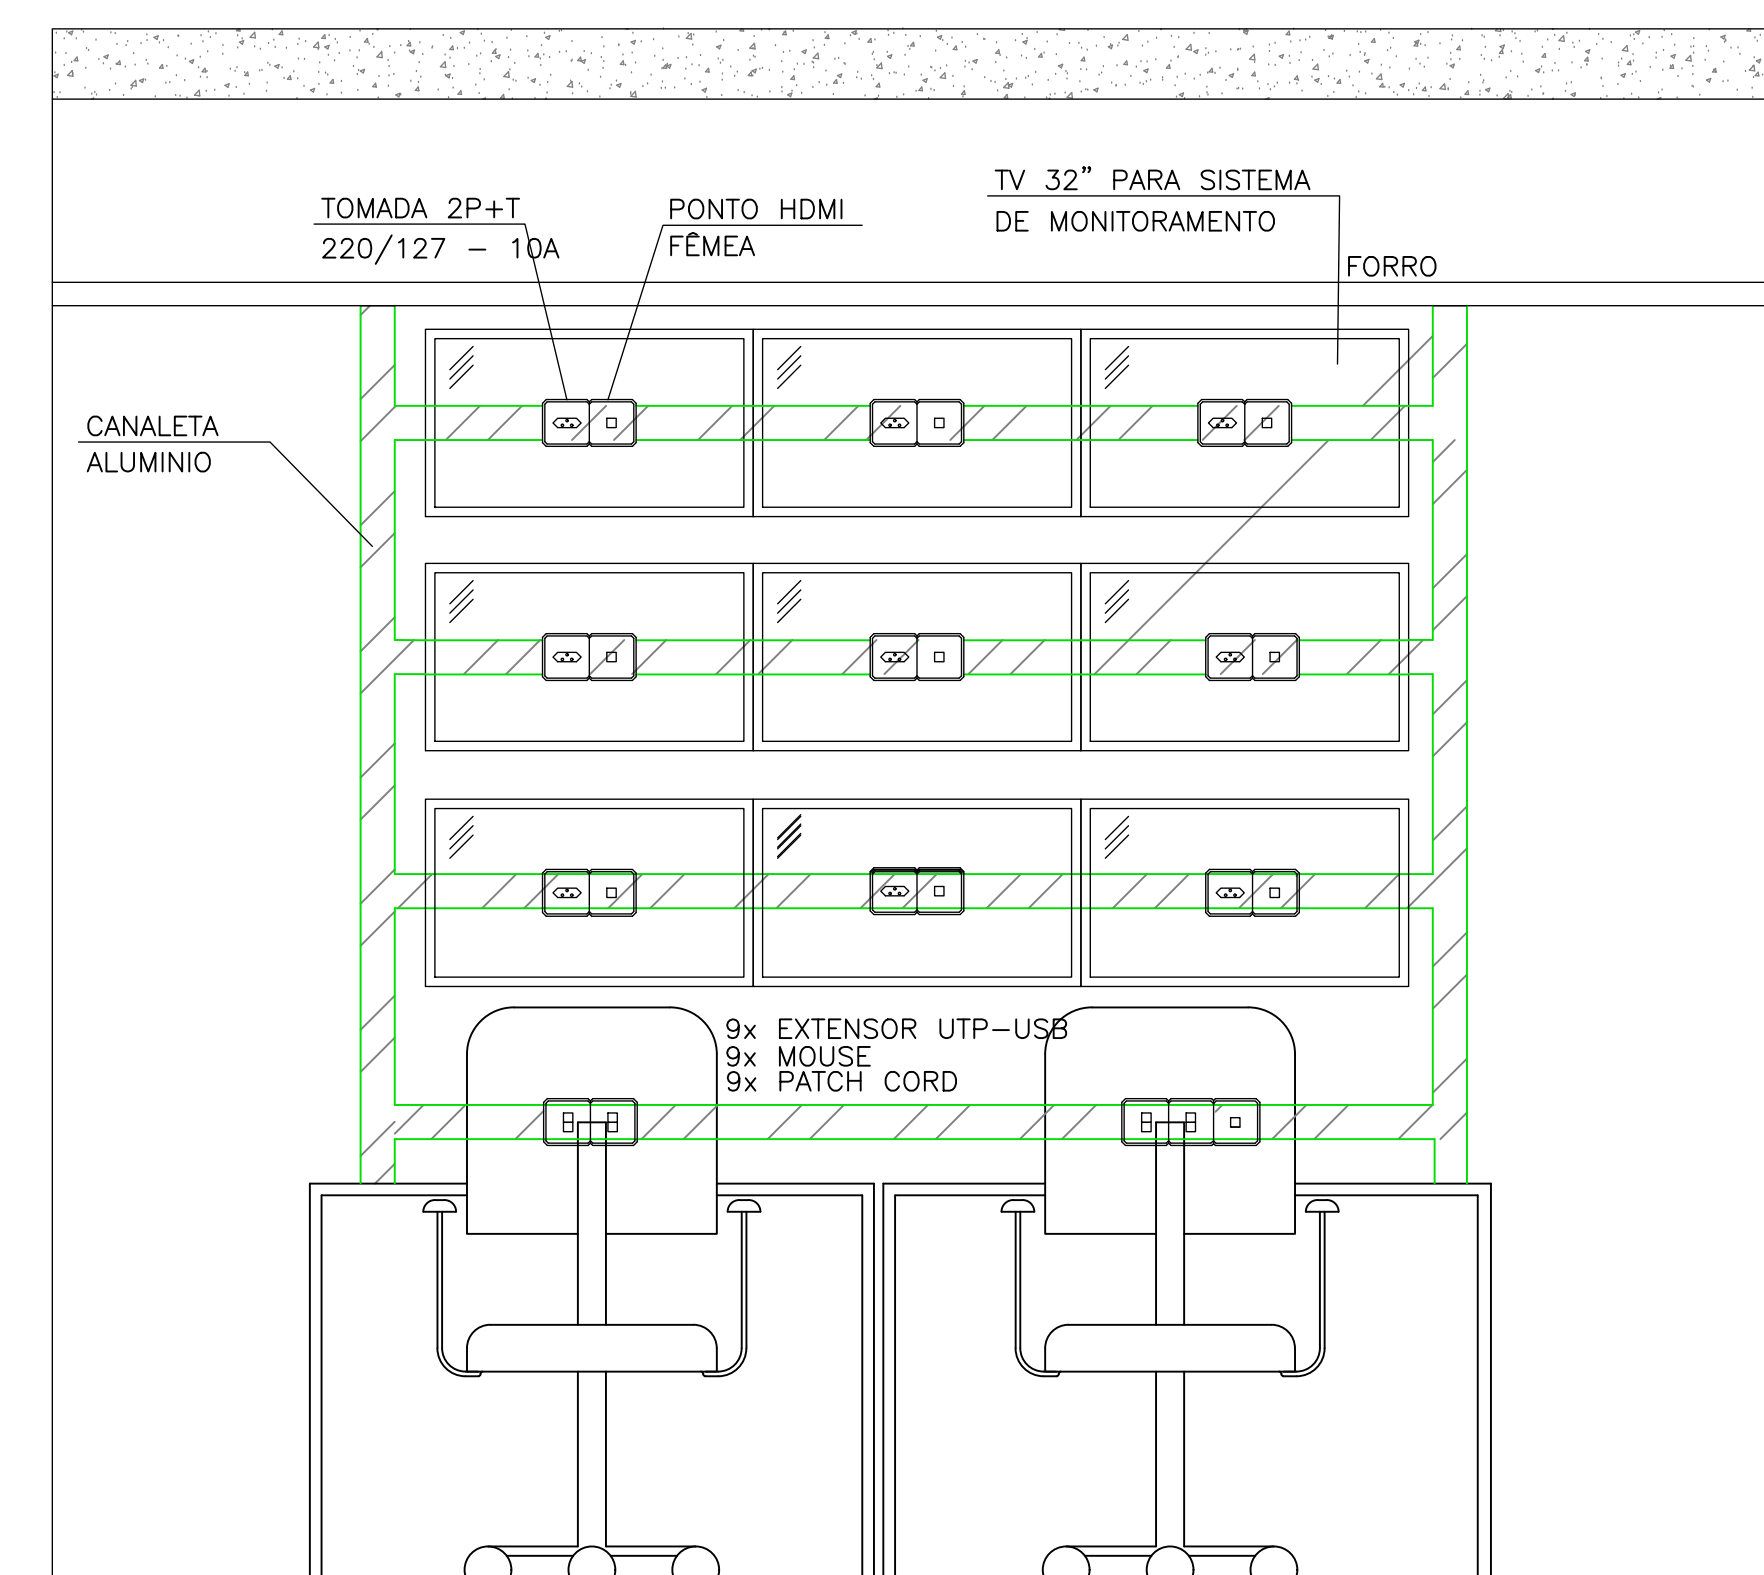 TV 32” PARA SISTEMA
DE MONITORAMENTO
TOMADA 2P+T
220/127 - 10A
PONTO HDMI
FÊMEA
FORRO
CANALETA
ALUMINIO
9x EXTENSOR UTP-USB
9x MOUSE
9x PATCH CORD